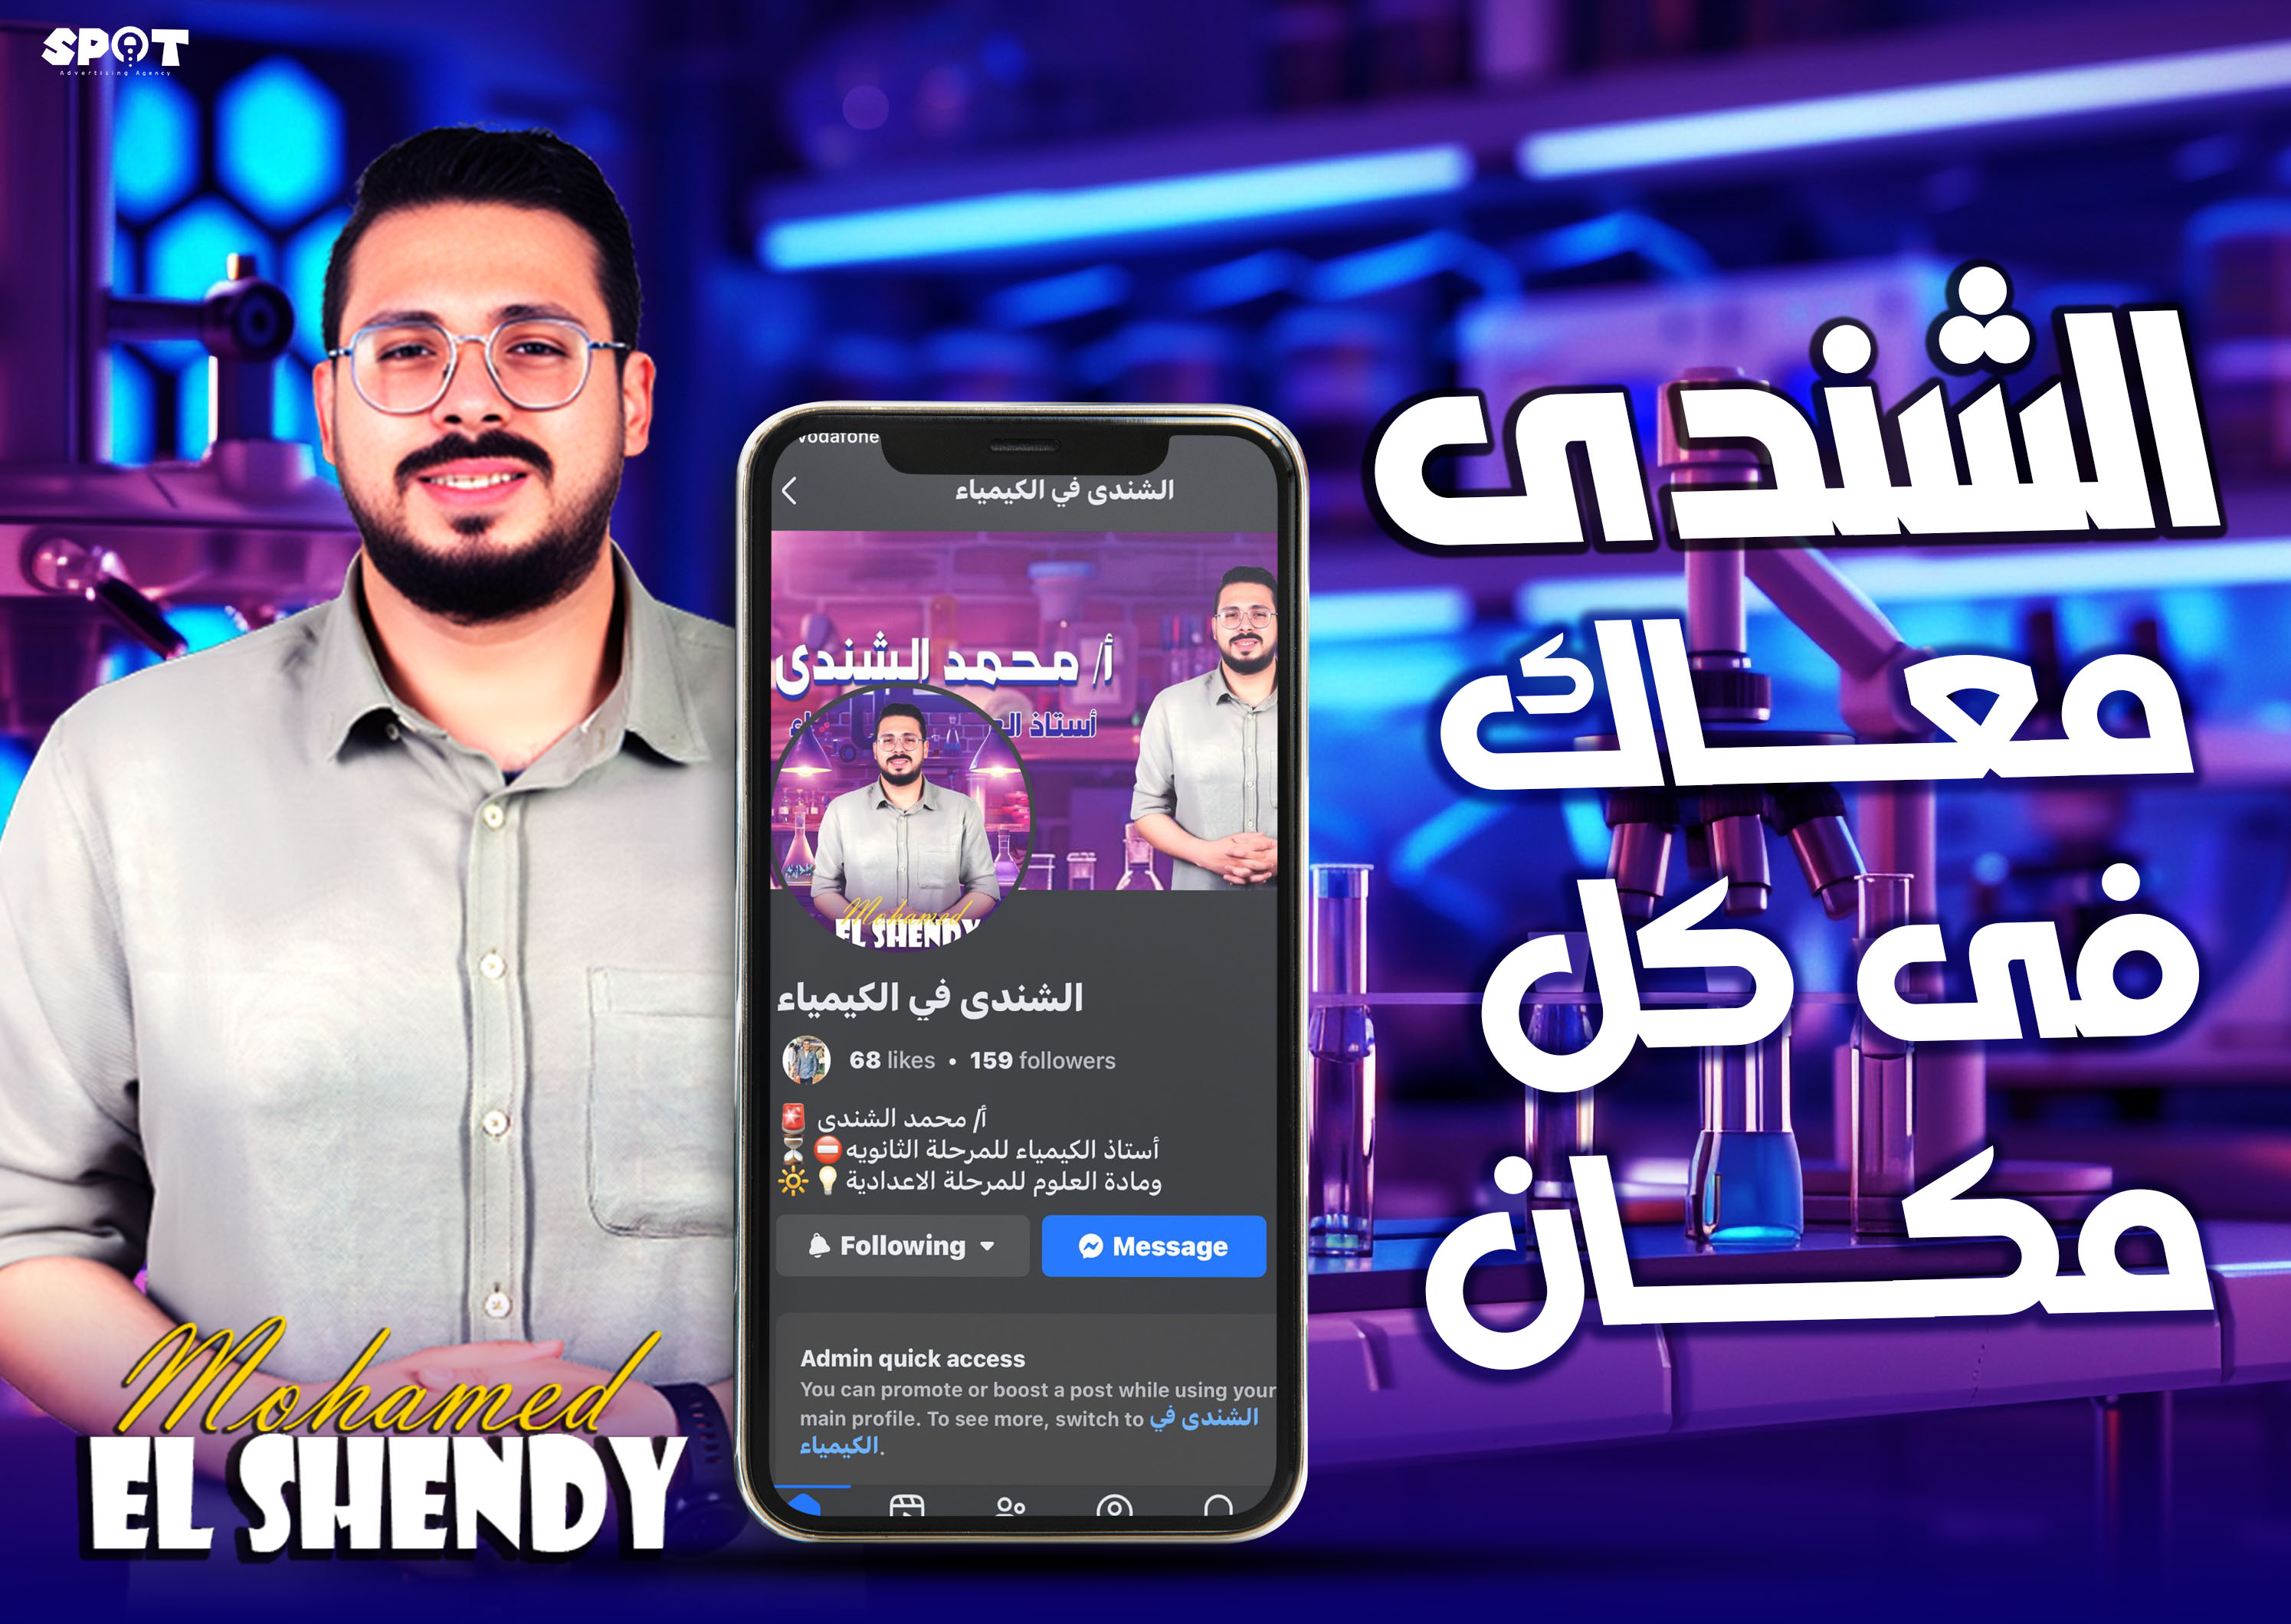 SPOT
Advertising Agency
الشندى
معاك
فى كل
مكان
vodafone
الشندى في الكيمياء
أ/ محمد الشندى
أستاذ
Mohamed
EL SHENDY
الشندى في الكيمياء
68 likes • 159 followers
أ/ محمد الشندى 🚨
أستاذ الكيمياء للمرحلة الثانويه⛔⏳
ومادة العلوم للمرحلة الاعدادية 💡🔆
Following
Message
Admin quick access
You can promote or boost a post while using your
main profile. To see more, switch to الشندى في
الكيمياء.
Mohamed
EL SHENDY